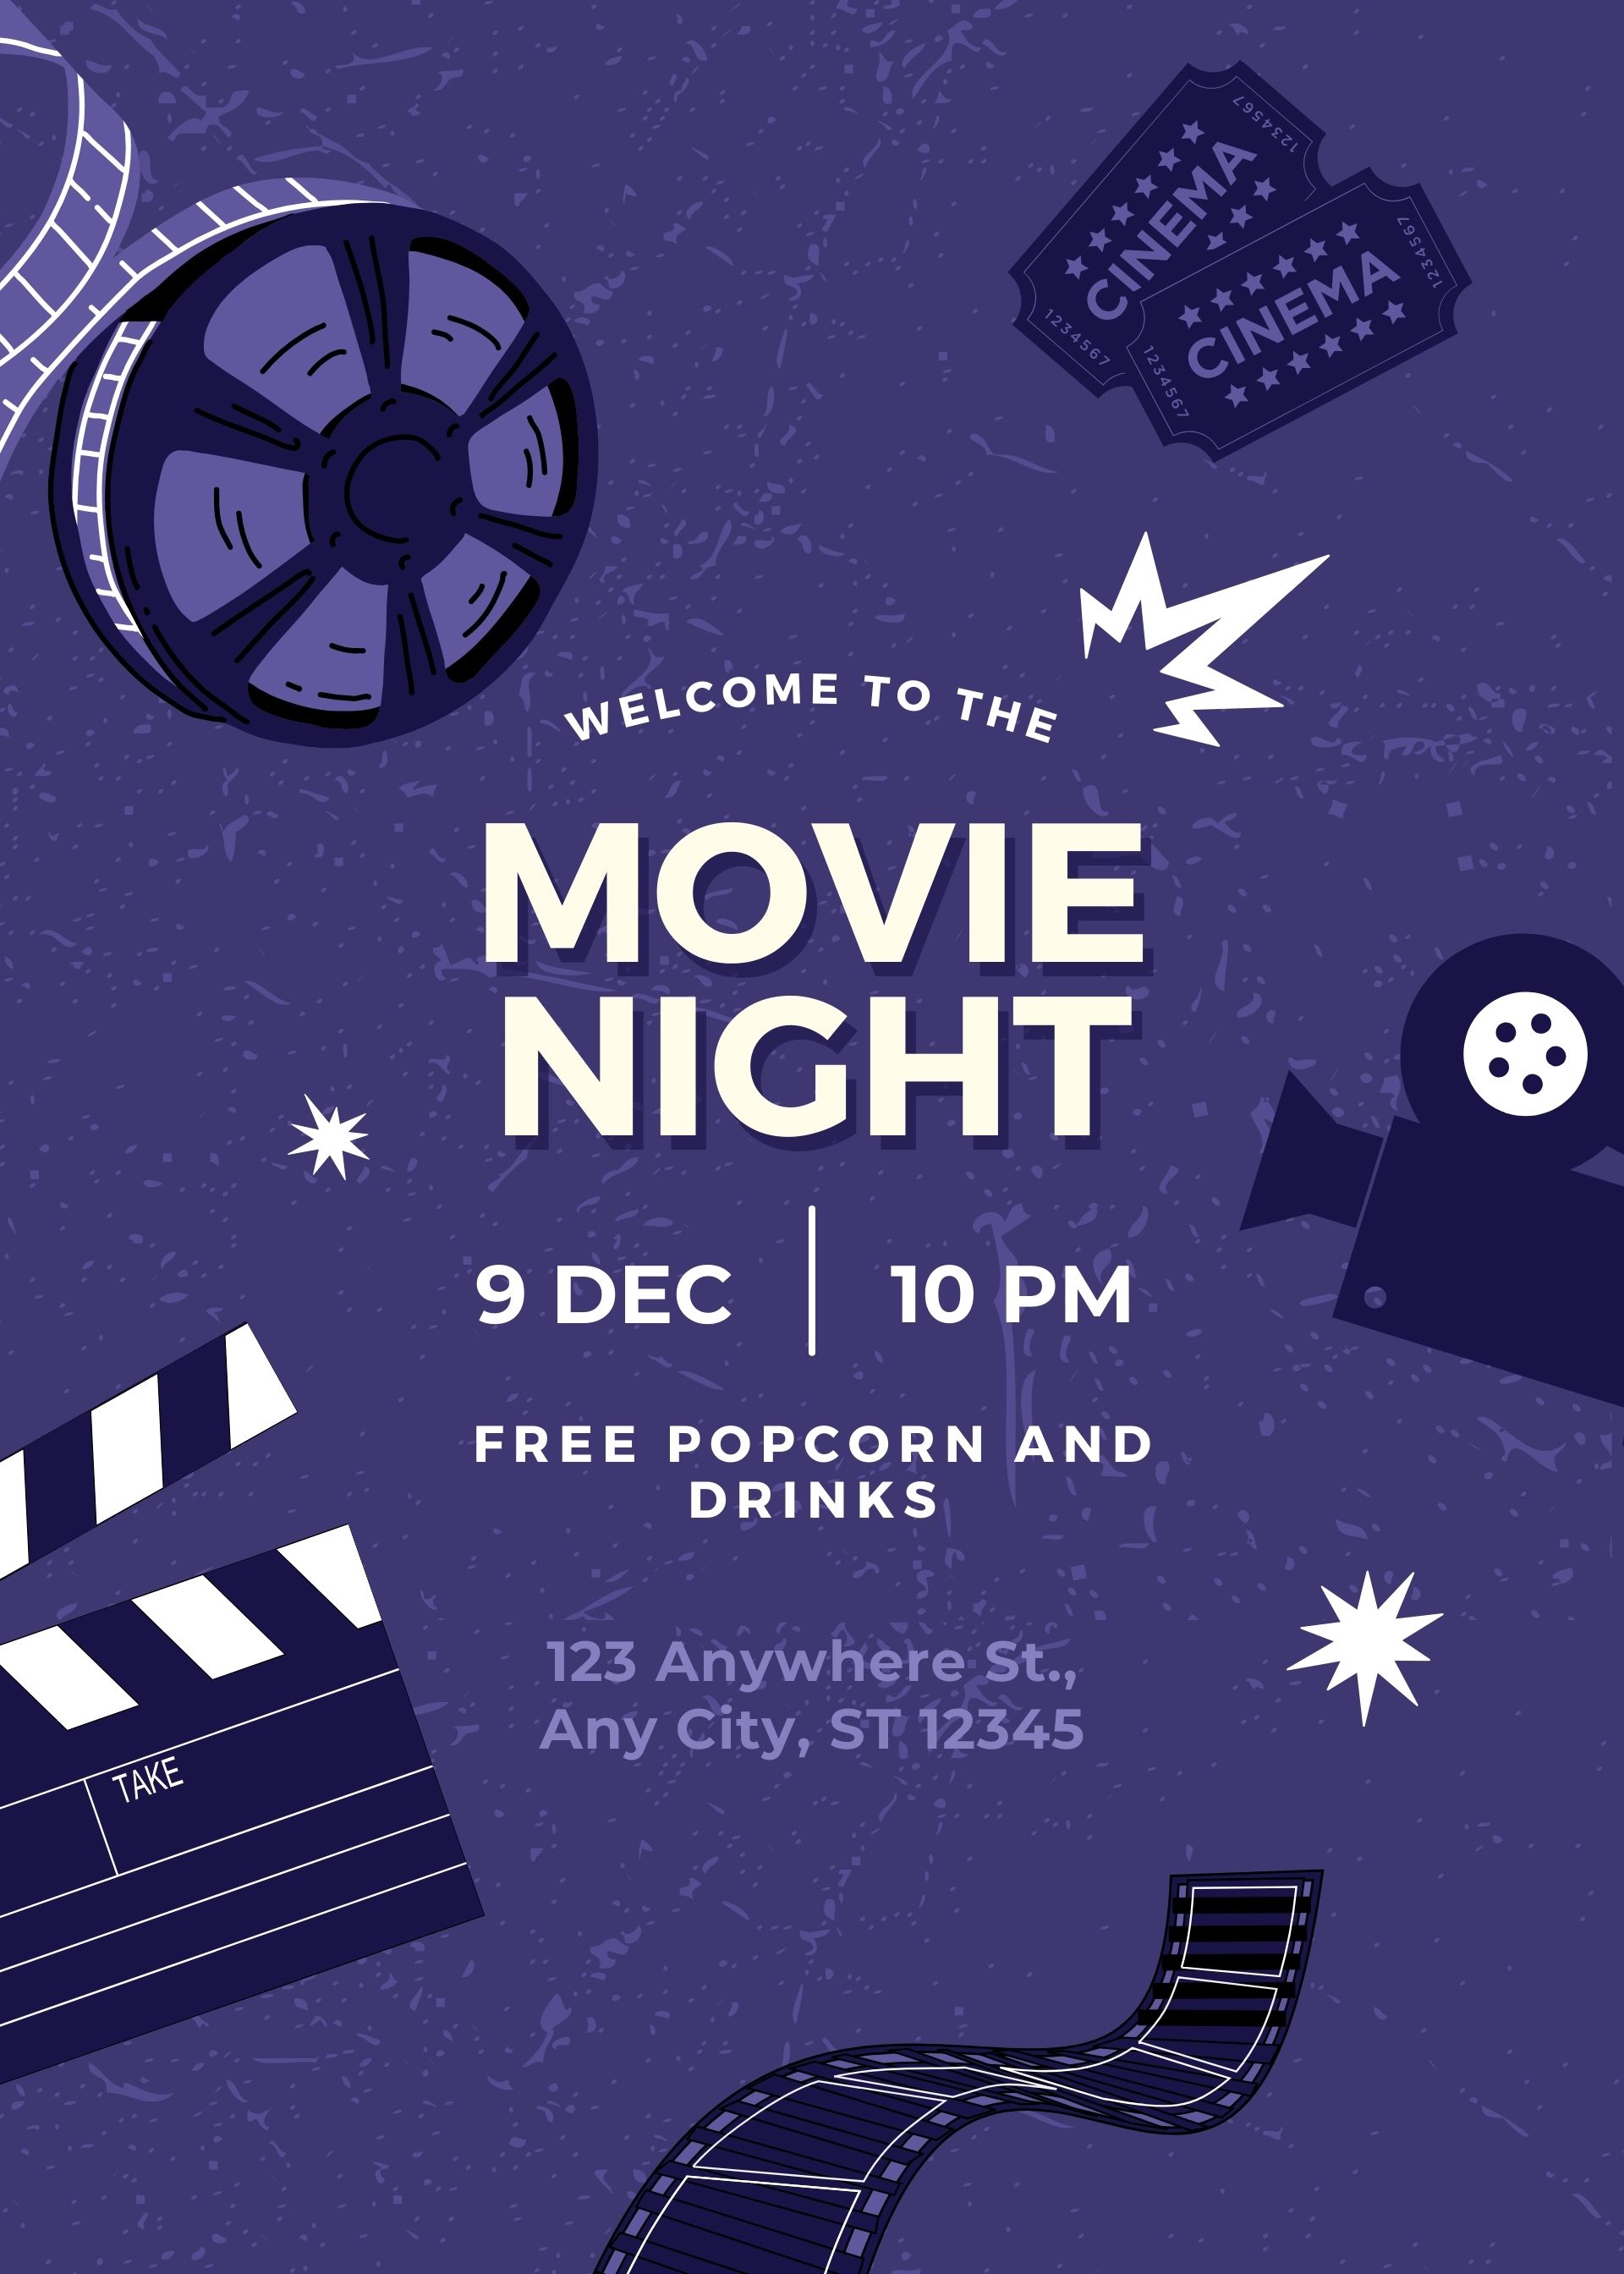 CINEMA
1234567
1234567
CINEMA
1234567
1234567
WELCOME TO THE
MOVIE
NIGHT
9 DEC
10 PM
FREE POPCORN AND
DRINKS
123 Anywhere St.,
Any City, ST 12345
TAKE